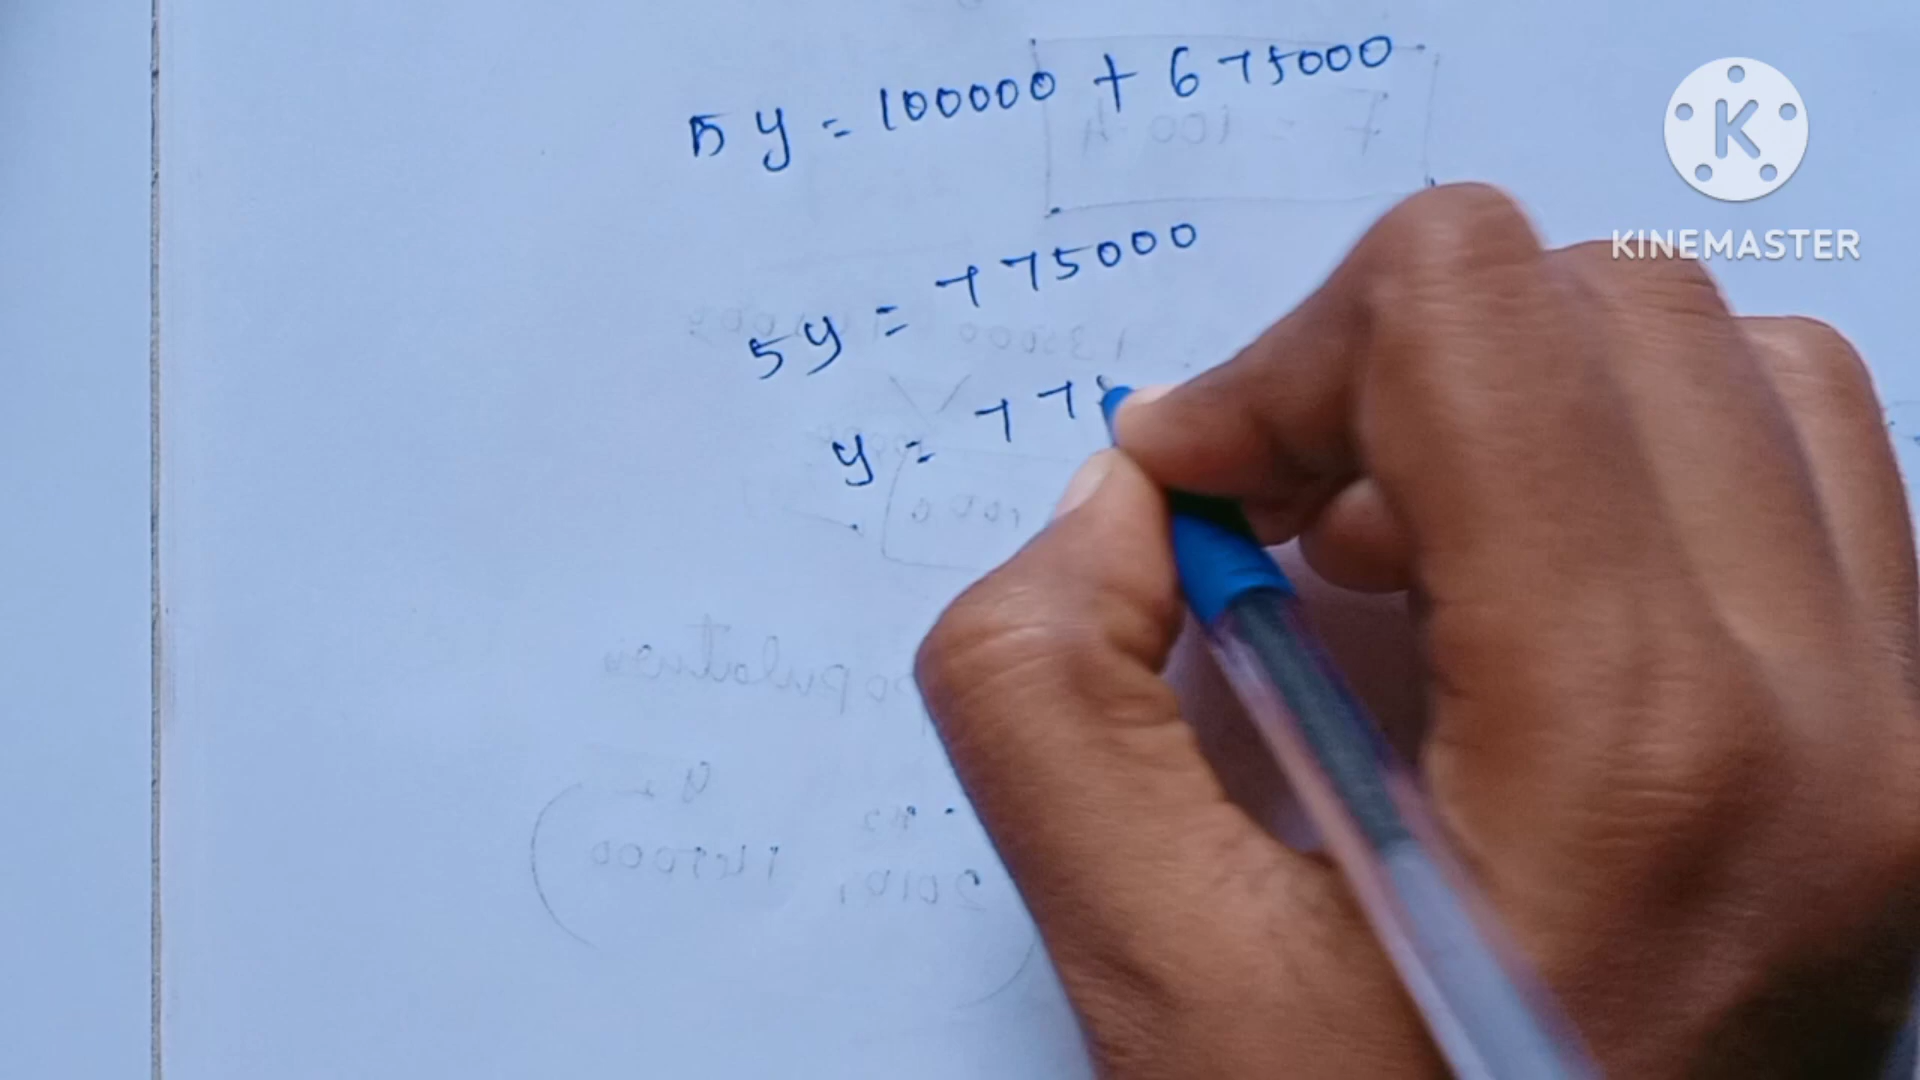 5y = 100000 + 675000
KINEMASTER
5y = 775000
y = 77